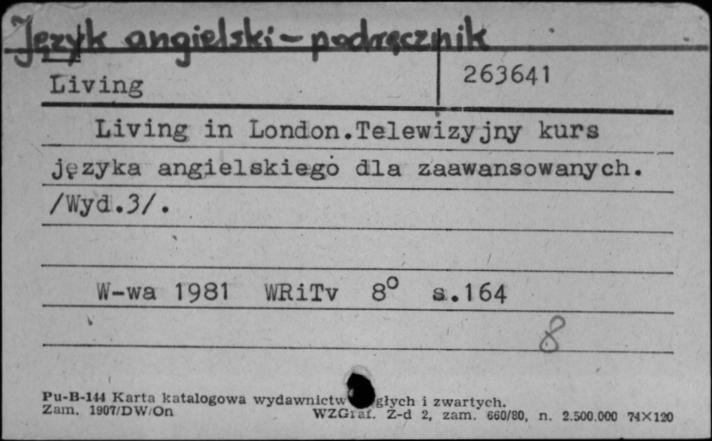 Język angielski - podręcznik
Living 263641
Living in London.Telewizyjny kurs
języka angielskiego dla zaawansowanych.
/Wyd.3/.
W-wa 1981 WRiTv 8° s.164
8
Pu-B-144 Karta katalogowa wydawnictw głych i zwartych.
Zam. 1907/DW/On WZGraf. Z-d 2, zam. 660/80, n. 2.500.000 74×120